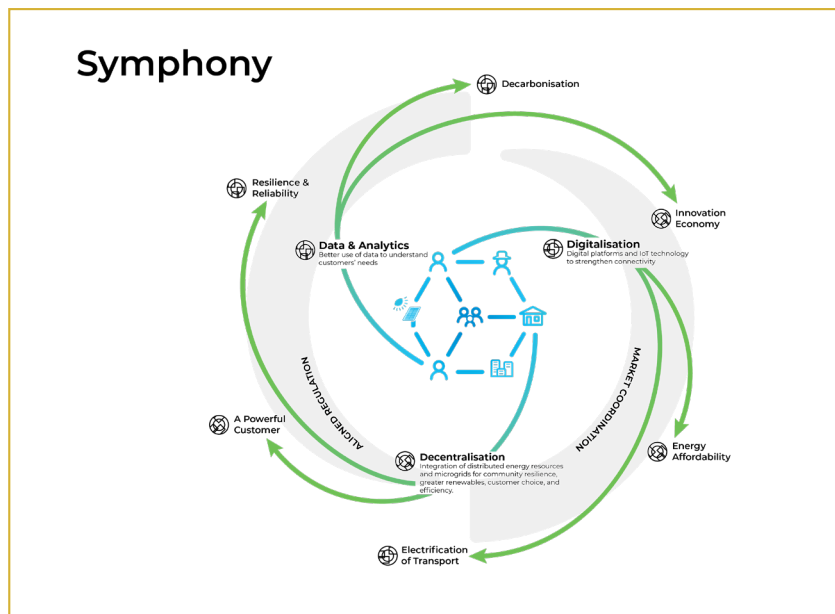 Symphony
Decarbonisation
Resilience &
Reliability
Innovation
Economy
Data & Analytics
Better use of data to understand
customers' needs
Digitalisation
Digital platforms and IoT technology
to strengthen connectivity
ALIGNED REGULATION
MARKET COORDINATION
A Powerful
Customer
Energy
Affordability
Decentralisation
Integration of distributed energy resources
and microgrids for community resilience,
greater renewables, customer choice, and
efficiency.
Electrification
of Transport